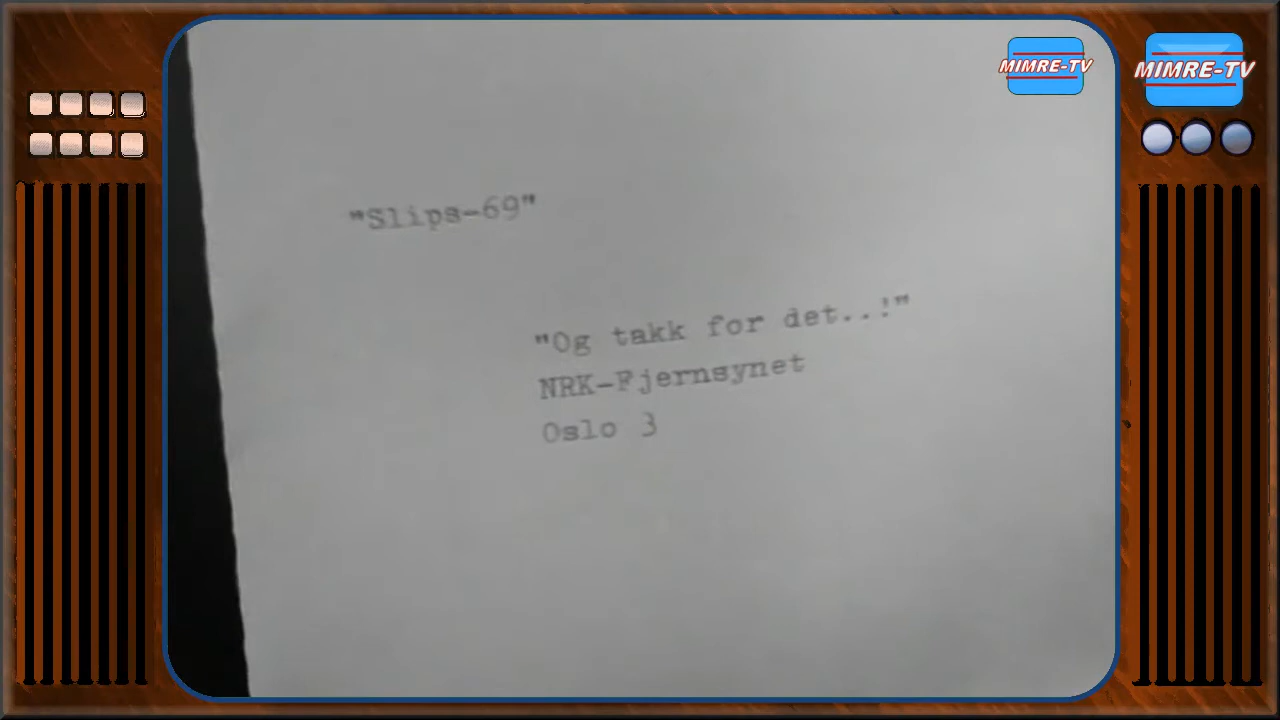 MIMRE-TV
MIMRE-TV
"Slips-69"
"Og takk for det..!"
NRK-Fjernsynet
Oslo 3